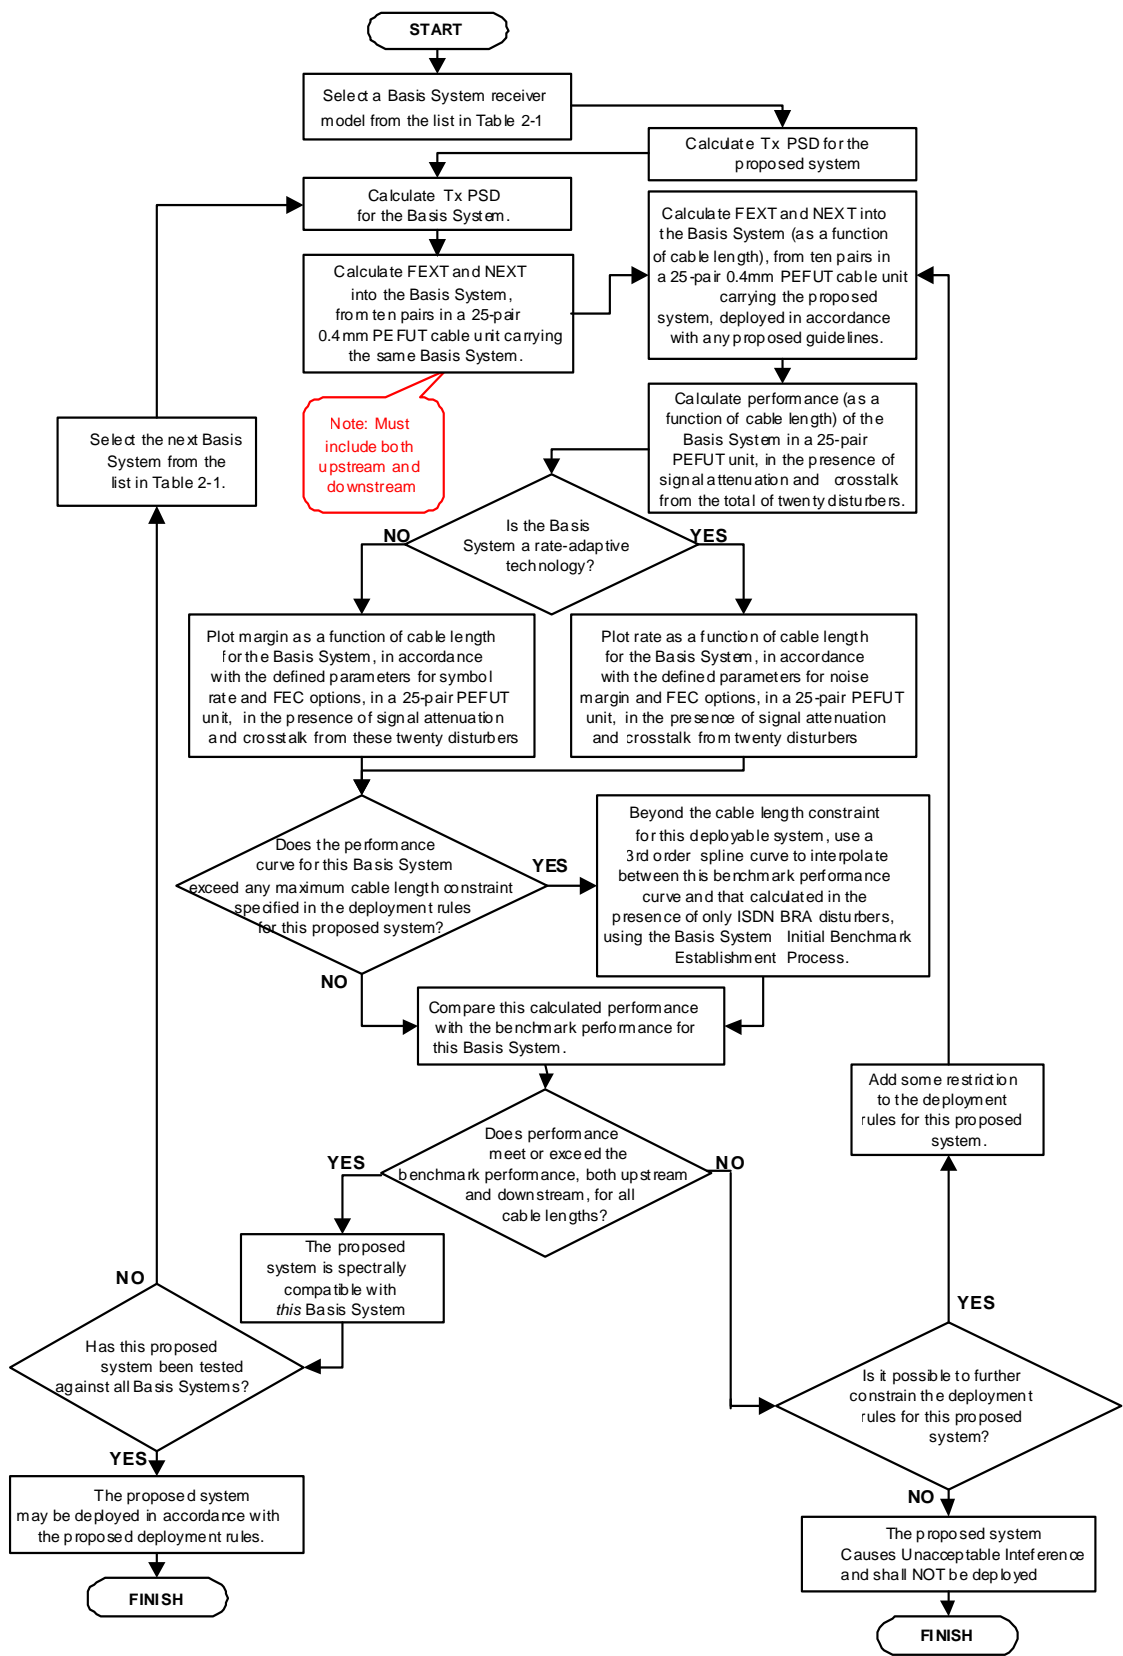 START
Select a Basis System receiver
model from the list in Table 2-1
Calculate Tx PSD for the
proposed system
Calculate Tx PSD
for the Basis System.
Calculate FEXT and NEXT into
the Basis System (as a function
of cable length), from ten pairs in
a 25-pair 0.4mm PEFUT cable unit
carrying the proposed
system, deployed in accordance
with any proposed guidelines.
Calculate FEXT and NEXT
into the Basis System,
from ten pairs in a 25-pair
0.4mm PEFUT cable unit carrying
the same Basis System.
Note: Must
include both
upstream and
downstream
Calculate performance (as a
function of cable length) of the
Basis System in a 25-pair
PEFUT unit, in the presence of
signal attenuation and crosstalk
from the total of twenty disturbers.
Select the next Basis
System from the
list in Table 2-1.
Is the Basis
System a rate-adaptive
technology?
NO
YES
Plot margin as a function of cable length
for the Basis System, in accordance
with the defined parameters for symbol
rate and FEC options, in a 25-pair PEFUT
unit, in the presence of signal attenuation
and crosstalk from these twenty disturbers
Plot rate as a function of cable length
for the Basis System, in accordance
with the defined parameters for noise
margin and FEC options, in a 25-pair PEFUT
unit, in the presence of signal attenuation
and crosstalk from twenty disturbers
Does the performance
curve for this Basis System
exceed any maximum cable length constraint
specified in the deployment rules
for this proposed system?
YES
NO
Beyond the cable length constraint
for this deployable system, use a
3rd order spline curve to interpolate
between this benchmark performance
curve and that calculated in the
presence of only ISDN BRA disturbers,
using the Basis System Initial Benchmark
Establishment Process.
Compare this calculated performance
with the benchmark performance for
this Basis System.
Add some restriction
to the deployment
rules for this proposed
system.
Does performance
meet or exceed the
benchmark performance, both upstream
and downstream, for all
cable lengths?
YES
NO
The proposed
system is spectrally
compatible with
this Basis System
NO
Has this proposed
system been tested
against all Basis Systems?
YES
YES
Is it possible to further
constrain the deployment
rules for this proposed
system?
NO
The proposed system
may be deployed in accordance with
the proposed deployment rules.
The proposed system
Causes Unacceptable Inteference
and shall NOT be deployed
FINISH
FINISH